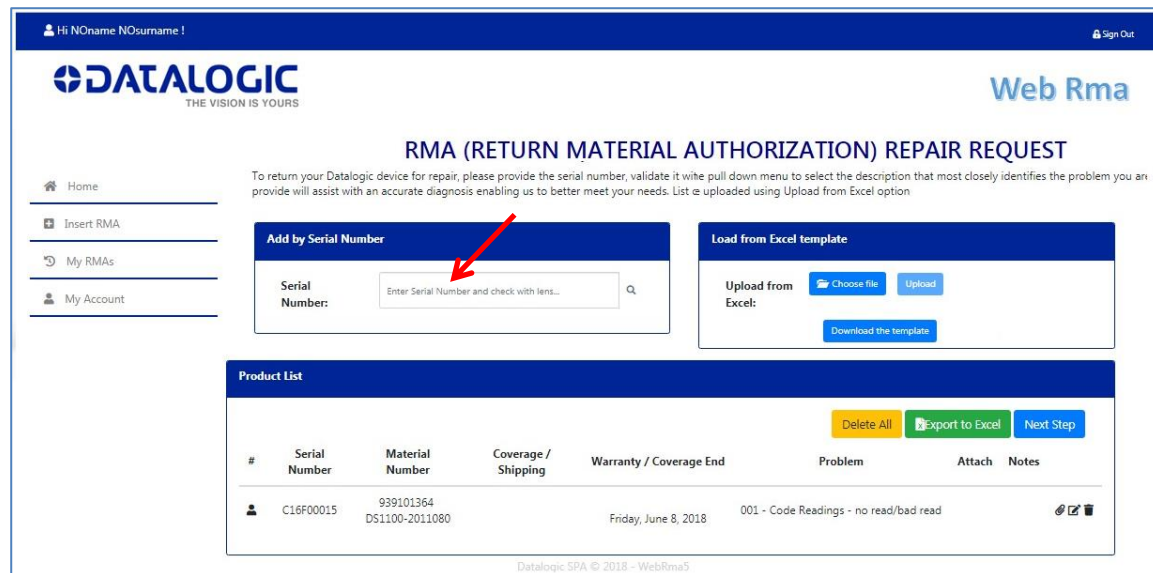 Hi NOname NOsurname !
Sign Out
DATALOGIC
THE VISION IS YOURS
Web Rma
RMA (RETURN MATERIAL AUTHORIZATION) REPAIR REQUEST
To return your Datalogic device for repair, please provide the serial number, validate it withe pull down menu to select the description that most closely identifies the problem you are
provide will assist with an accurate diagnosis enabling us to better meet your needs. List œ uploaded using Upload from Excel option
Home
Insert RMA
My RMAs
My Account
Add by Serial Number
Serial
Number:
Enter Serial Number and check with lens...
Load from Excel template
Upload from
Excel:
Choose file
Upload
Download the template
Product List
Delete All
Export to Excel
Next Step
# Serial Number Material Number Coverage / Shipping Warranty / Coverage End Problem Attach Notes
C16F00015 939101364 DS1100-2011080 Friday, June 8, 2018 001 - Code Readings - no read/bad read
Datalogic SPA © 2018 - WebRma5